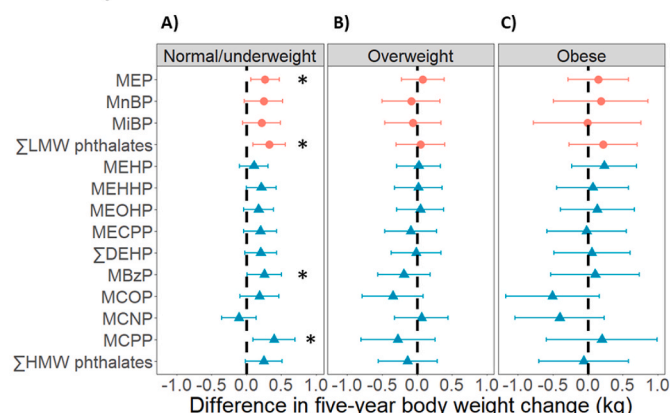 A) B) C)
Normal/underweight Overweight Obese
MEP *
MnBP
MiBP
∑LMW phthalates *
MEHP
MEHHP
MEOHP
MECPP
∑DEHP
MBzP *
MCOP
MCNP
MCPP *
∑HMW phthalates
-1.0 -0.5 0.0 0.5 1.0 -1.0 -0.5 0.0 0.5 1.0 -1.0 -0.5 0.0 0.5 1.0
Difference in five-year body weight change (kg)